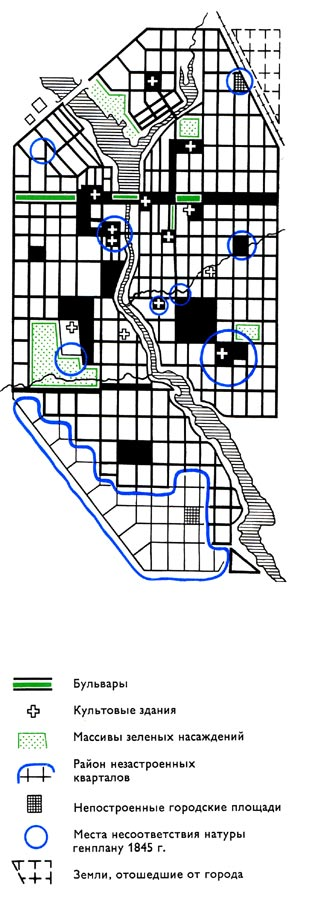 Бульвары
Культовые здания
Массивы зеленых насаждений
Район незастроенных
кварталов
Непостроенные городские площади
Места несоответствия натуры
генплану 1845 г.
Земли, отошедшие от города